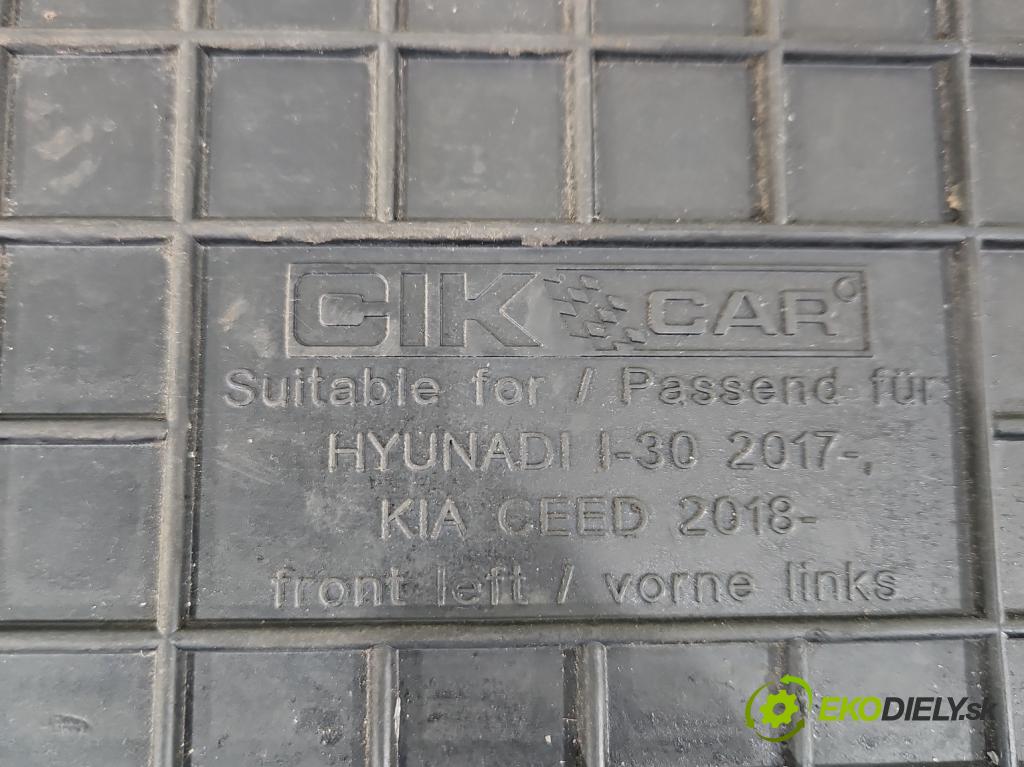 CIK CAR
Suitable for / Passend für
HYUNADI I-30 2017-,
KIA CEED 2018-
front left / vorne links
EKODIELY.sk